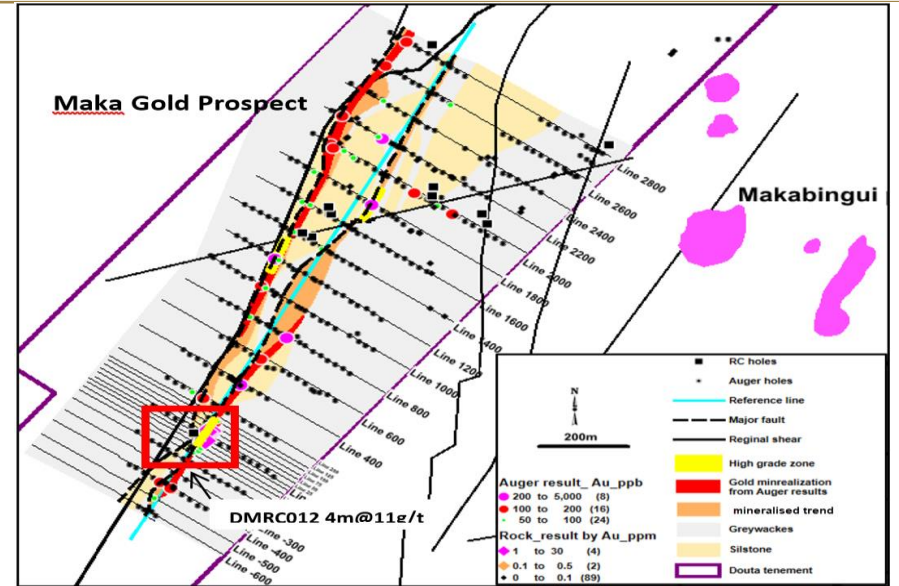 Maka Gold Prospect
Makabingui
Line 2800
Line 2600
Line 2400
Line 2200
Line 2000
Line 1800
Line 1600
Line 1400
Line 1200
Line 1000
Line 800
Line 600
Line 400
Line -300
Line -400
Line -500
Line -600
DMRC012 4m@11g/t
N
200m
RC holes
Auger holes
Reference line
Major fault
Reginal shear
High grade zone
Gold minrealization
from Auger results
mineralised trend
Greywackes
Silstone
Douta tenement
Auger result_ Au_ppb
200 to 5,000 (8)
100 to 200 (16)
50 to 100 (24)
Rock_result by Au_ppm
1 to 30 (4)
0.1 to 0.5 (2)
0 to 0.1 (89)